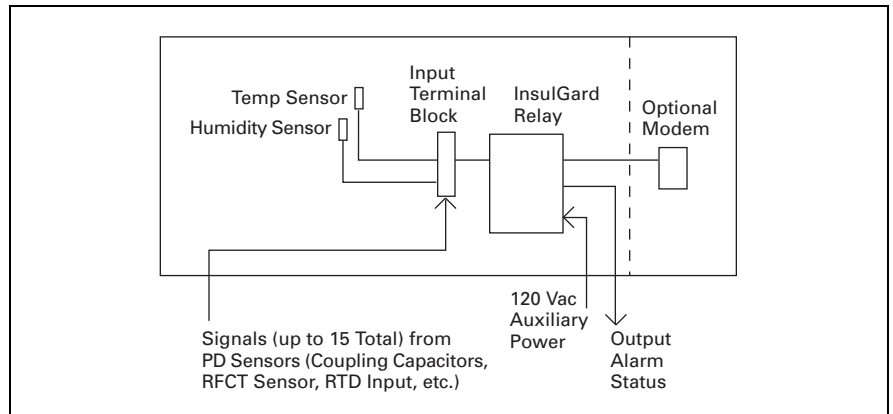 Temp Sensor
Humidity Sensor
Input
Terminal
Block
InsulGard
Relay
Optional
Modem
Signals (up to 15 Total) from
PD Sensors (Coupling Capacitors,
RFCT Sensor, RTD Input, etc.)
120 Vac
Auxiliary
Power
Output
Alarm
Status